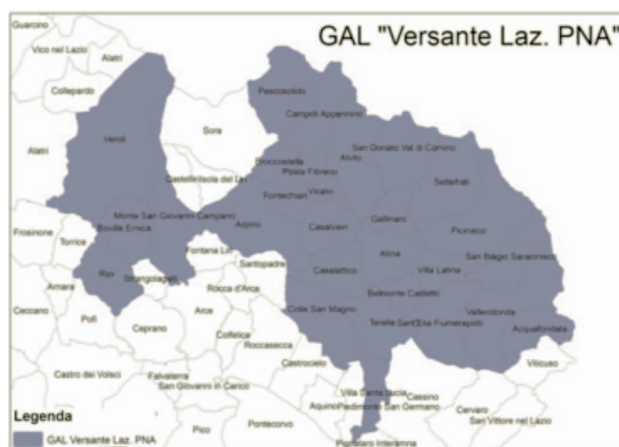 GAL "Versante Laz. PNA"
Guarcino
Vico nel Lazio
Alatri
Collepardo
Alatri
Veroli
Sora
Pescosolido
Campoli Appennino
San Donato Val di Comino
Alvito
Broccostella
Posta Fibreno
Settefrati
Vicalvi
Fontechiari
Monte San Giovanni Campano
Boville Ernica
Arpino
Casalvieri
Gallinaro
Picinisco
Frosinone
Torrice
Fontana Liri
Santopadre
Atina
San Biagio Saracinisco
Ripi
Strangolagalli
Casalattico
Villa Latina
Rocca d'Arce
Amara
Belmonte Castello
Ceccano
Pofi
Arce
Colle San Magno
Vallerotonda
Ceprano
Terelle
Sant'Elia Fiumerapido
Acquafondata
Colfelice
Roccasecca
Castrocielo
Viticuso
Castro dei Volsci
Falvaterra
San Giovanni in Carico
Villa Santa Lucia
Cassino
Aquino
Piedimonte San Germano
Cervaro
San Vittore nel Lazio
Pico
Pontecorvo
Pignataro Interamna
Legenda
GAL Versante Laz. PNA